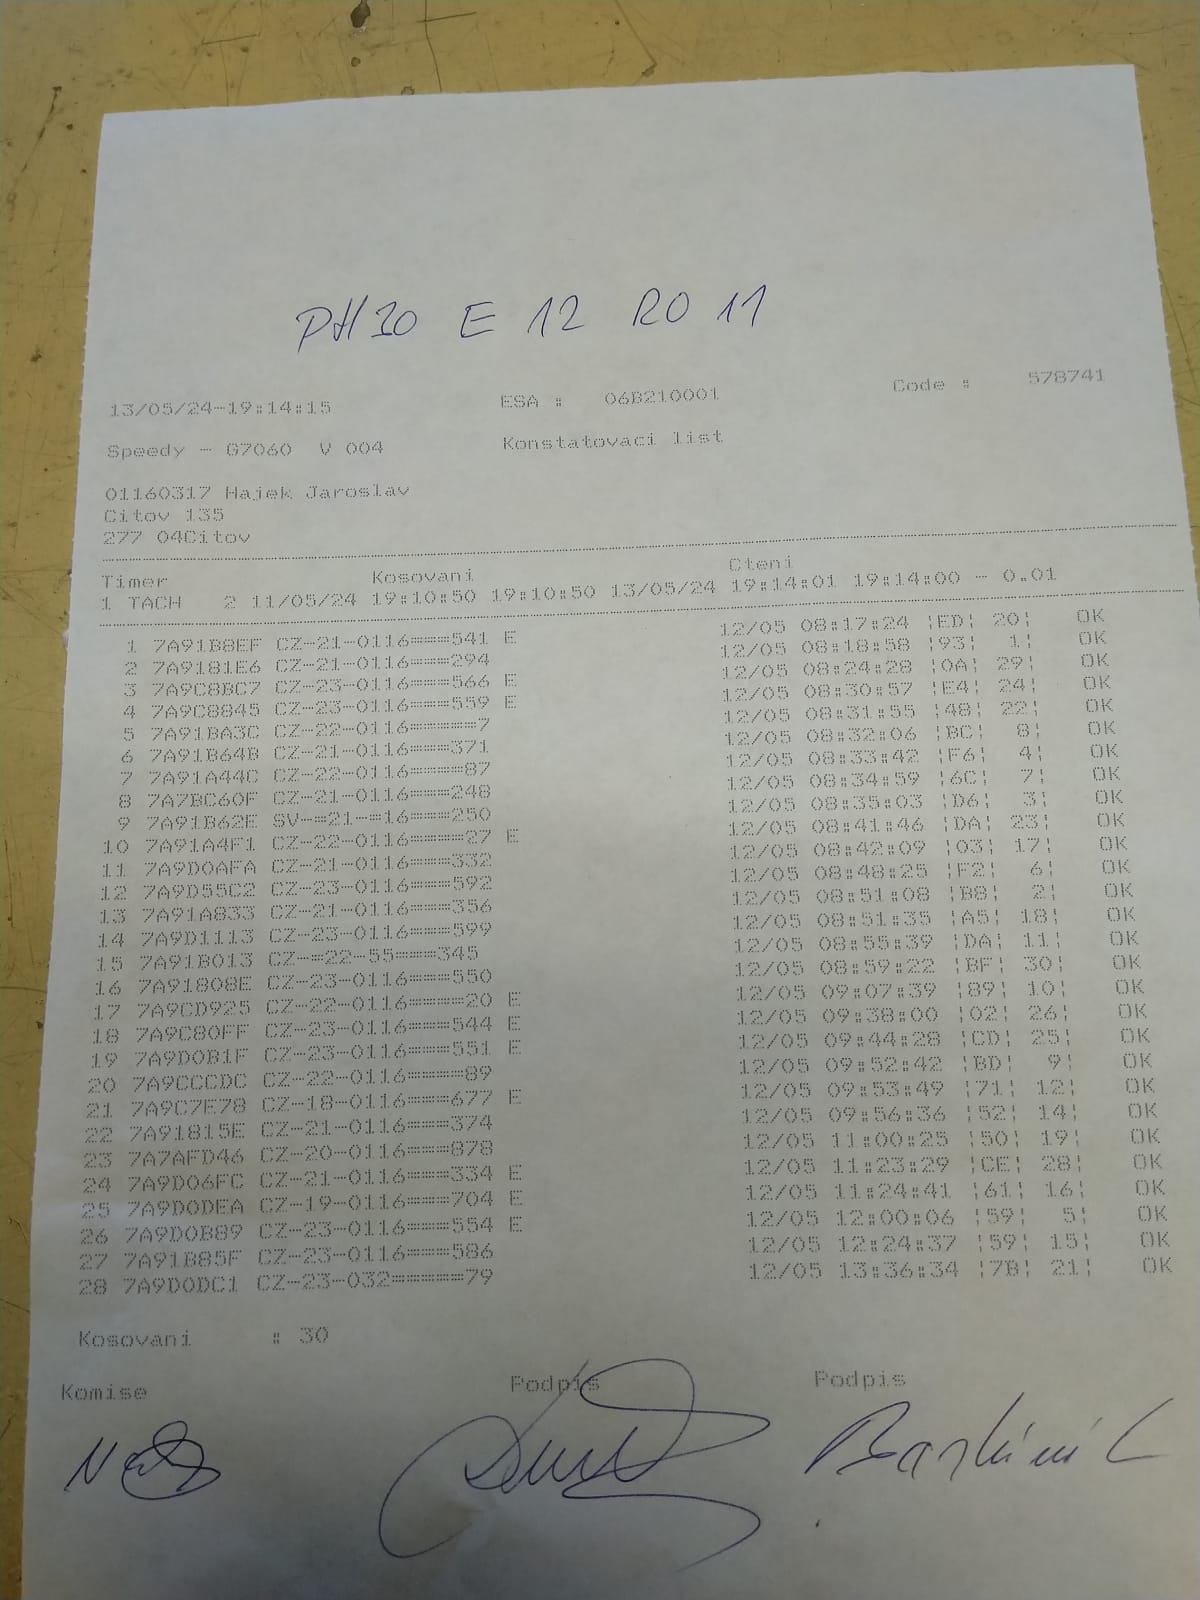 PH30 E 12 RO 11
13/05/24-19:14:15 ESA : 06B210001 Code : 578741
Speedy - G7060 V 004 Konstatovaci list
01160317 Hajek Jaroslav
Citov 135
277 04Citov
Timer Kosovani Cteni
1 TACH 2 11/05/24 19:10:50 19:10:50 13/05/24 19:14:01 19:14:00 - 0.01
1 7A91B8EF CZ-21-0116===541 E 12/05 08:17:24 ¦ED¦ 20¦ OK
2 7A9181E6 CZ-21-0116===294 12/05 08:18:58 ¦93¦ 1¦ OK
3 7A9C8BC7 CZ-23-0116===566 E 12/05 08:24:28 ¦0A¦ 29¦ OK
4 7A9C8845 CZ-23-0116===559 E 12/05 08:30:57 ¦E4¦ 24¦ OK
5 7A91BA3C CZ-22-0116=====7 12/05 08:31:55 ¦48¦ 22¦ OK
6 7A91B64B CZ-21-0116===371 12/05 08:32:06 ¦BC¦ 8¦ OK
7 7A91A44C CZ-22-0116====87 12/05 08:33:42 ¦F6¦ 4¦ OK
8 7A7BC60F CZ-21-0116===248 12/05 08:34:59 ¦6C¦ 7¦ OK
9 7A91B62E SV-=21-=16===250 12/05 08:35:03 ¦D6¦ 3¦ OK
10 7A91A4F1 CZ-22-0116====27 E 12/05 08:41:46 ¦DA¦ 23¦ OK
11 7A9D0AFA CZ-21-0116===332 12/05 08:42:09 ¦03¦ 17¦ OK
12 7A9D55C2 CZ-23-0116===592 12/05 08:48:25 ¦F2¦ 6¦ OK
13 7A91A833 CZ-21-0116===356 12/05 08:51:08 ¦B8¦ 2¦ OK
14 7A9D1113 CZ-23-0116===599 12/05 08:51:35 ¦A5¦ 18¦ OK
15 7A91B013 CZ-=22-55====345 12/05 08:55:39 ¦DA¦ 11¦ OK
16 7A91808E CZ-23-0116===550 12/05 08:59:22 ¦BF¦ 30¦ OK
17 7A9CD925 CZ-22-0116====20 E 12/05 09:07:39 ¦89¦ 10¦ OK
18 7A9C80FF CZ-23-0116===544 E 12/05 09:38:00 ¦02¦ 26¦ OK
19 7A9D0B1F CZ-23-0116===551 E 12/05 09:44:28 ¦CD¦ 25¦ OK
20 7A9CCCDC CZ-22-0116====89 12/05 09:52:42 ¦BD¦ 9¦ OK
21 7A9C7E78 CZ-18-0116===677 E 12/05 09:53:49 ¦71¦ 12¦ OK
22 7A91815E CZ-21-0116===374 12/05 09:56:36 ¦52¦ 14¦ OK
23 7A7AFD46 CZ-20-0116===878 12/05 11:00:25 ¦50¦ 19¦ OK
24 7A9D06FC CZ-21-0116===334 E 12/05 11:23:29 ¦CE¦ 28¦ OK
25 7A9D0DEA CZ-19-0116===704 E 12/05 11:24:41 ¦61¦ 16¦ OK
26 7A9D0B89 CZ-23-0116===554 E 12/05 12:00:06 ¦59¦ 5¦ OK
27 7A91B85F CZ-23-0116===586 12/05 12:24:37 ¦59¦ 15¦ OK
28 7A9D0DC1 CZ-23-032=====79 12/05 13:36:34 ¦7B¦ 21¦ OK
Kosovani : 30
Komise Podpis Podpis